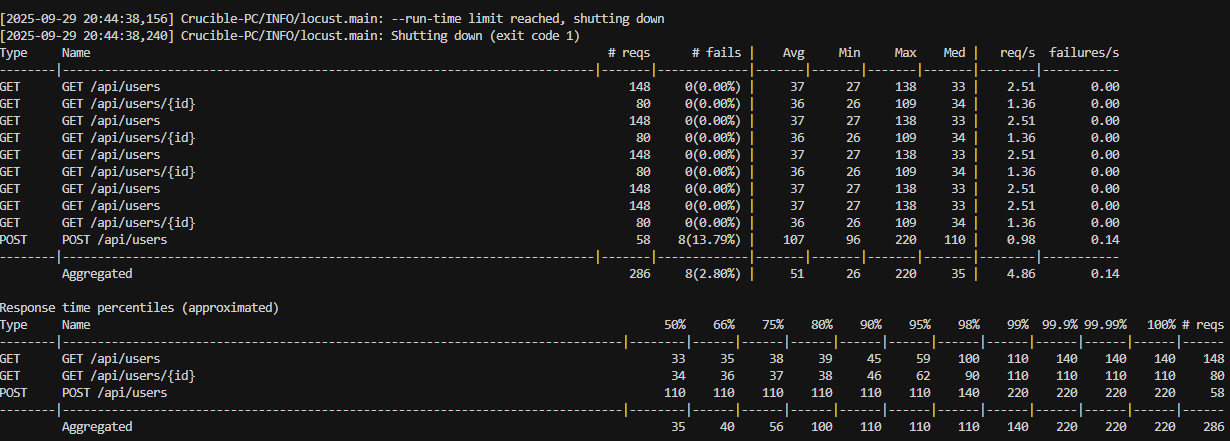 [2025-09-29 20:44:38,156] Crucible-PC/INFO/locust.main: --run-time limit reached, shutting down
[2025-09-29 20:44:38,240] Crucible-PC/INFO/locust.main: Shutting down (exit code 1)
Type     Name                                                                          # reqs      # fails |    Avg     Min     Max    Med |   req/s  failures/s
--------|----------------------------------------------------------------------------|-------|-------------|-------|-------|-------|-------|--------|-----------
GET      GET /api/users                                                                   148     0(0.00%) |     37      27     138     33 |    2.51        0.00
GET      GET /api/users/{id}                                                               80     0(0.00%) |     36      26     109     34 |    1.36        0.00
GET      GET /api/users                                                                   148     0(0.00%) |     37      27     138     33 |    2.51        0.00
GET      GET /api/users/{id}                                                               80     0(0.00%) |     36      26     109     34 |    1.36        0.00
GET      GET /api/users                                                                   148     0(0.00%) |     37      27     138     33 |    2.51        0.00
GET      GET /api/users/{id}                                                               80     0(0.00%) |     36      26     109     34 |    1.36        0.00
GET      GET /api/users                                                                   148     0(0.00%) |     37      27     138     33 |    2.51        0.00
GET      GET /api/users                                                                   148     0(0.00%) |     37      27     138     33 |    2.51        0.00
GET      GET /api/users/{id}                                                               80     0(0.00%) |     36      26     109     34 |    1.36        0.00
POST     POST /api/users                                                                   58    8(13.79%) |    107      96     220    110 |    0.98        0.14
--------|----------------------------------------------------------------------------|-------|-------------|-------|-------|-------|-------|--------|-----------
         Aggregated                                                                       286     8(2.80%) |     51      26     220     35 |    4.86        0.14
Response time percentiles (approximated)
Type     Name                                                                                  50%    66%    75%    80%    90%    95%    98%    99%  99.9% 99.99%   100% # reqs
--------|--------------------------------------------------------------------------------|--------|------|------|------|------|------|------|------|------|------|------|------
GET      GET /api/users                                                                         33     35     38     39     45     59    100    110    140    140    140    148
GET      GET /api/users/{id}                                                                    34     36     37     38     46     62     90    110    110    110    110     80
POST     POST /api/users                                                                       110    110    110    110    110    140    140    220    220    220    220     58
--------|--------------------------------------------------------------------------------|--------|------|------|------|------|------|------|------|------|------|------|------
         Aggregated                                                                             35     40     56    100    110    110    140    220    220    220    286